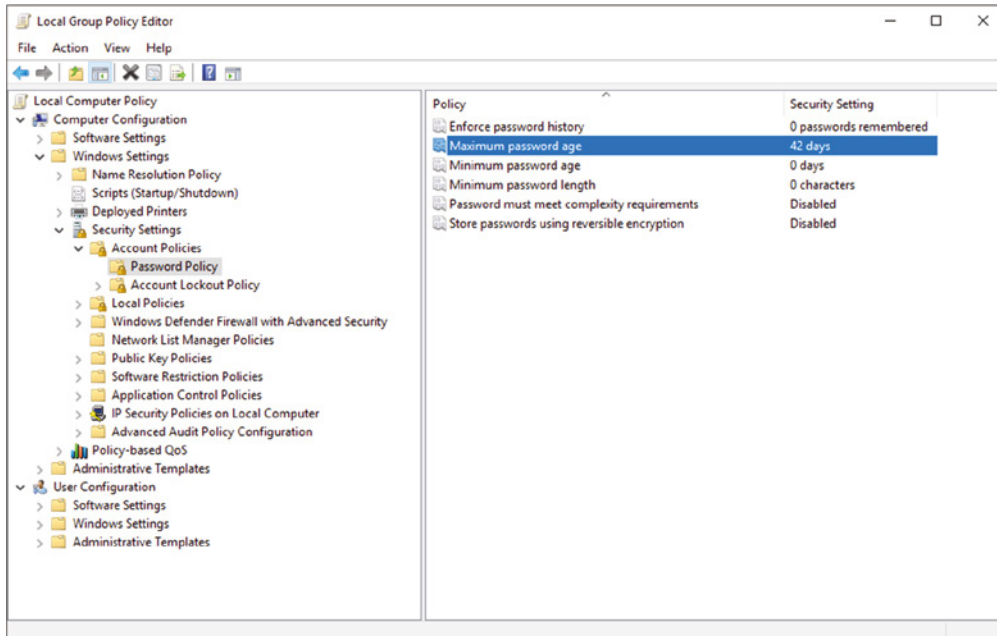 Local Group Policy Editor
File Action View Help
Local Computer Policy
Computer Configuration
Software Settings
Windows Settings
Name Resolution Policy
Scripts (Startup/Shutdown)
Deployed Printers
Security Settings
Account Policies
Password Policy
Account Lockout Policy
Local Policies
Windows Defender Firewall with Advanced Security
Network List Manager Policies
Public Key Policies
Software Restriction Policies
Application Control Policies
IP Security Policies on Local Computer
Advanced Audit Policy Configuration
Policy-based QoS
Administrative Templates
User Configuration
Software Settings
Windows Settings
Administrative Templates
Policy Security Setting
Enforce password history 0 passwords remembered
Maximum password age 42 days
Minimum password age 0 days
Minimum password length 0 characters
Password must meet complexity requirements Disabled
Store passwords using reversible encryption Disabled